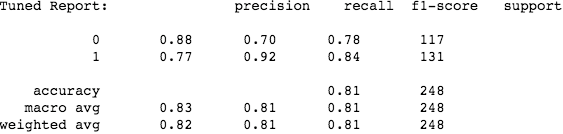 Tuned Report: precision recall f1-score support
0 0.88 0.70 0.78 117
1 0.77 0.92 0.84 131
accuracy 0.81 248
macro avg 0.83 0.81 0.81 248
weighted avg 0.82 0.81 0.81 248